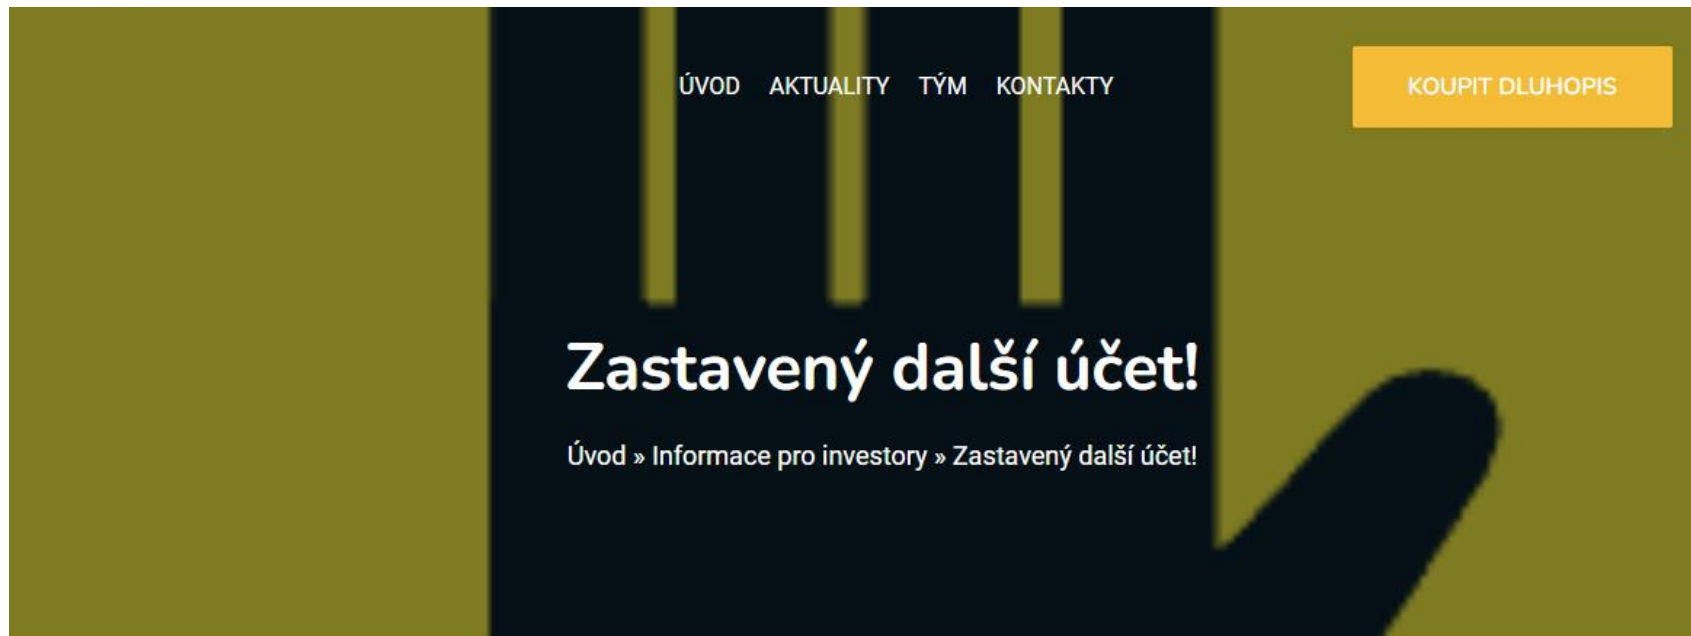 ÚVOD AKTUALITY TÝM KONTAKTY KOUPIT DLUHOPIS
Zastavený další účet!
Úvod » Informace pro investory » Zastavený další účet!